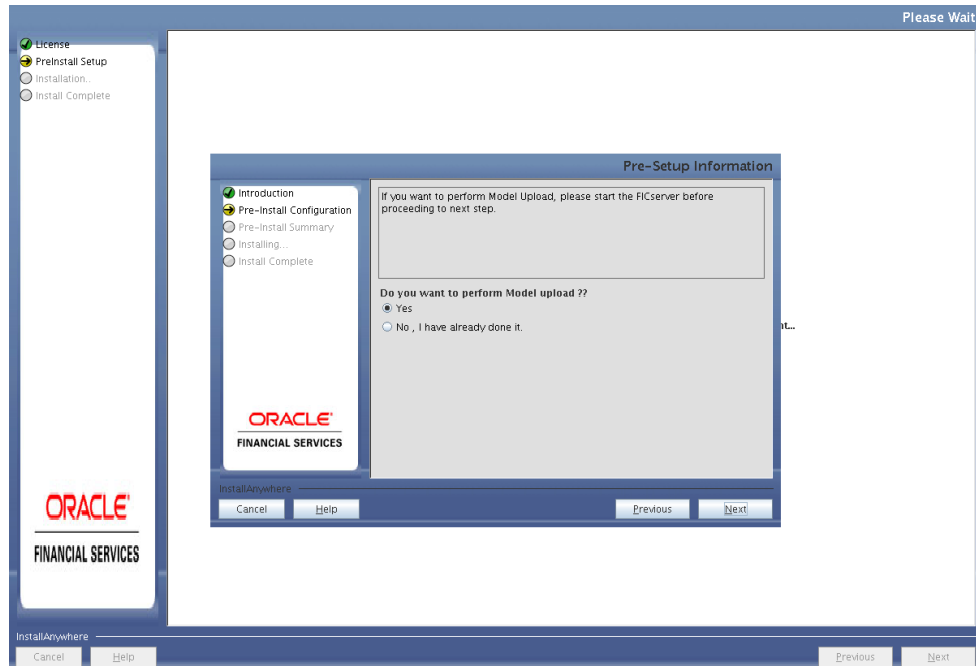 Please Wait
License
PreInstall Setup
Installation..
Install Complete
Pre-Setup Information
Introduction
Pre-Install Configuration
Pre-Install Summary
Installing...
Install Complete
If you want to perform Model Upload, please start the FICserver before
proceeding to next step.
Do you want to perform Model upload ??
Yes
No , I have already done it.
ORACLE'
FINANCIAL SERVICES
InstallAnywhere
Cancel
Help
Previous
Next
ORACLE'
FINANCIAL SERVICES
InstallAnywhere
Cancel
Help
Previous
Next